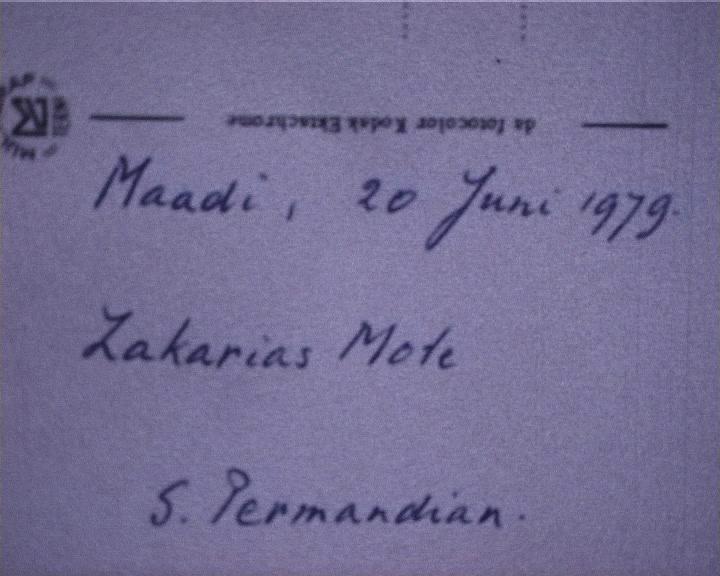 da fotocolor Kodak Ektachrome
Maadi, 20 Juni 1979.
Zakarias Mote
S. Permandian.